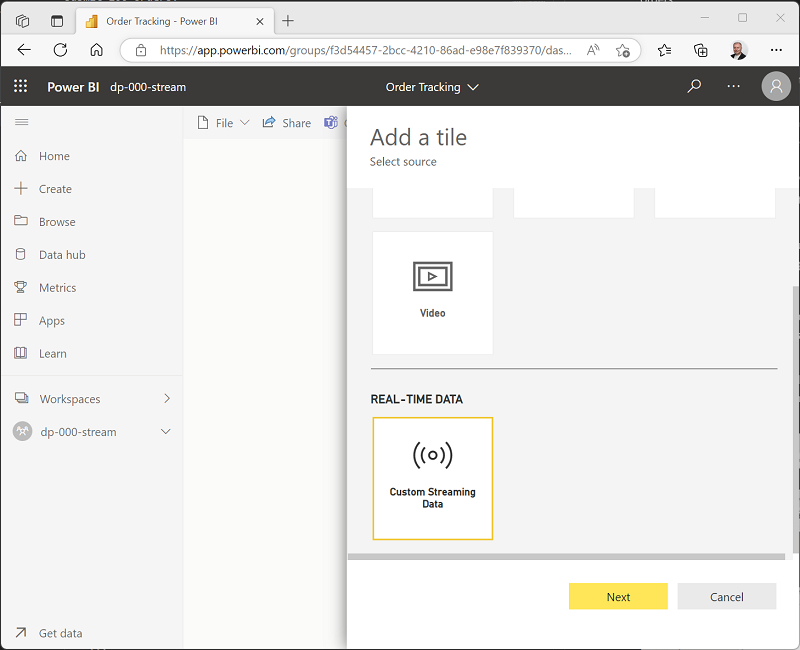 Order Tracking - Power BI
https://app.powerbi.com/groups/f3d54457-2bcc-4210-86ad-e98e7f839370/das...
Power BI dp-000-stream Order Tracking
File Share
Home
Create
Browse
Data hub
Metrics
Apps
Learn
Workspaces
dp-000-stream
Get data
Add a tile
Select source
Video
REAL-TIME DATA
Custom Streaming
Data
Next Cancel